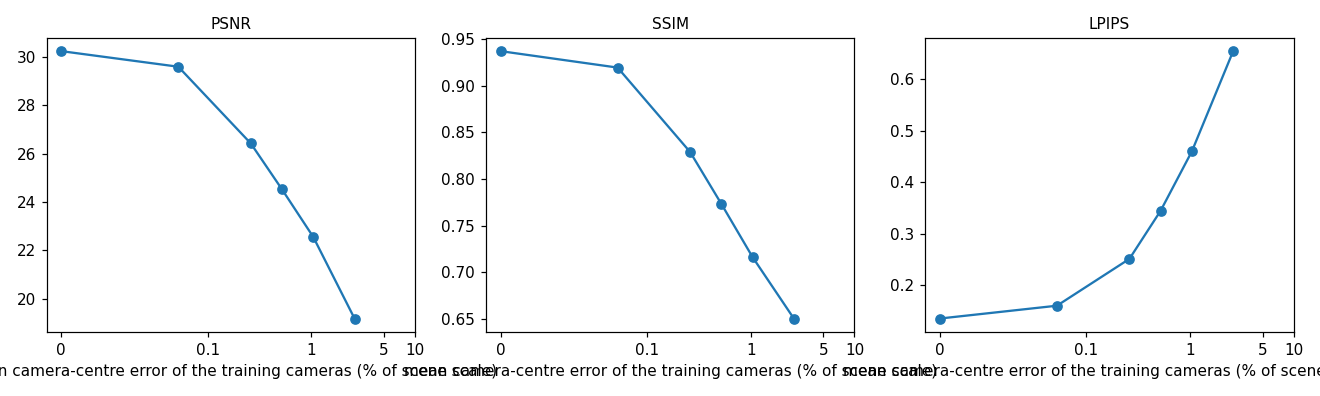 PSNR
30
28
26
24
22
20
0 0.1 1 5 10
SSIM
0.95
0.90
0.85
0.80
0.75
0.70
0.65
0 0.1 1 5 10
LPIPS
0.6
0.5
0.4
0.3
0.2
0 0.1 1 5 10
n camera-centre error of the training cameras (% of scene scale)
mean camera-centre error of the training cameras (% of scene scale)
mean camera-centre error of the training cameras (% of scene